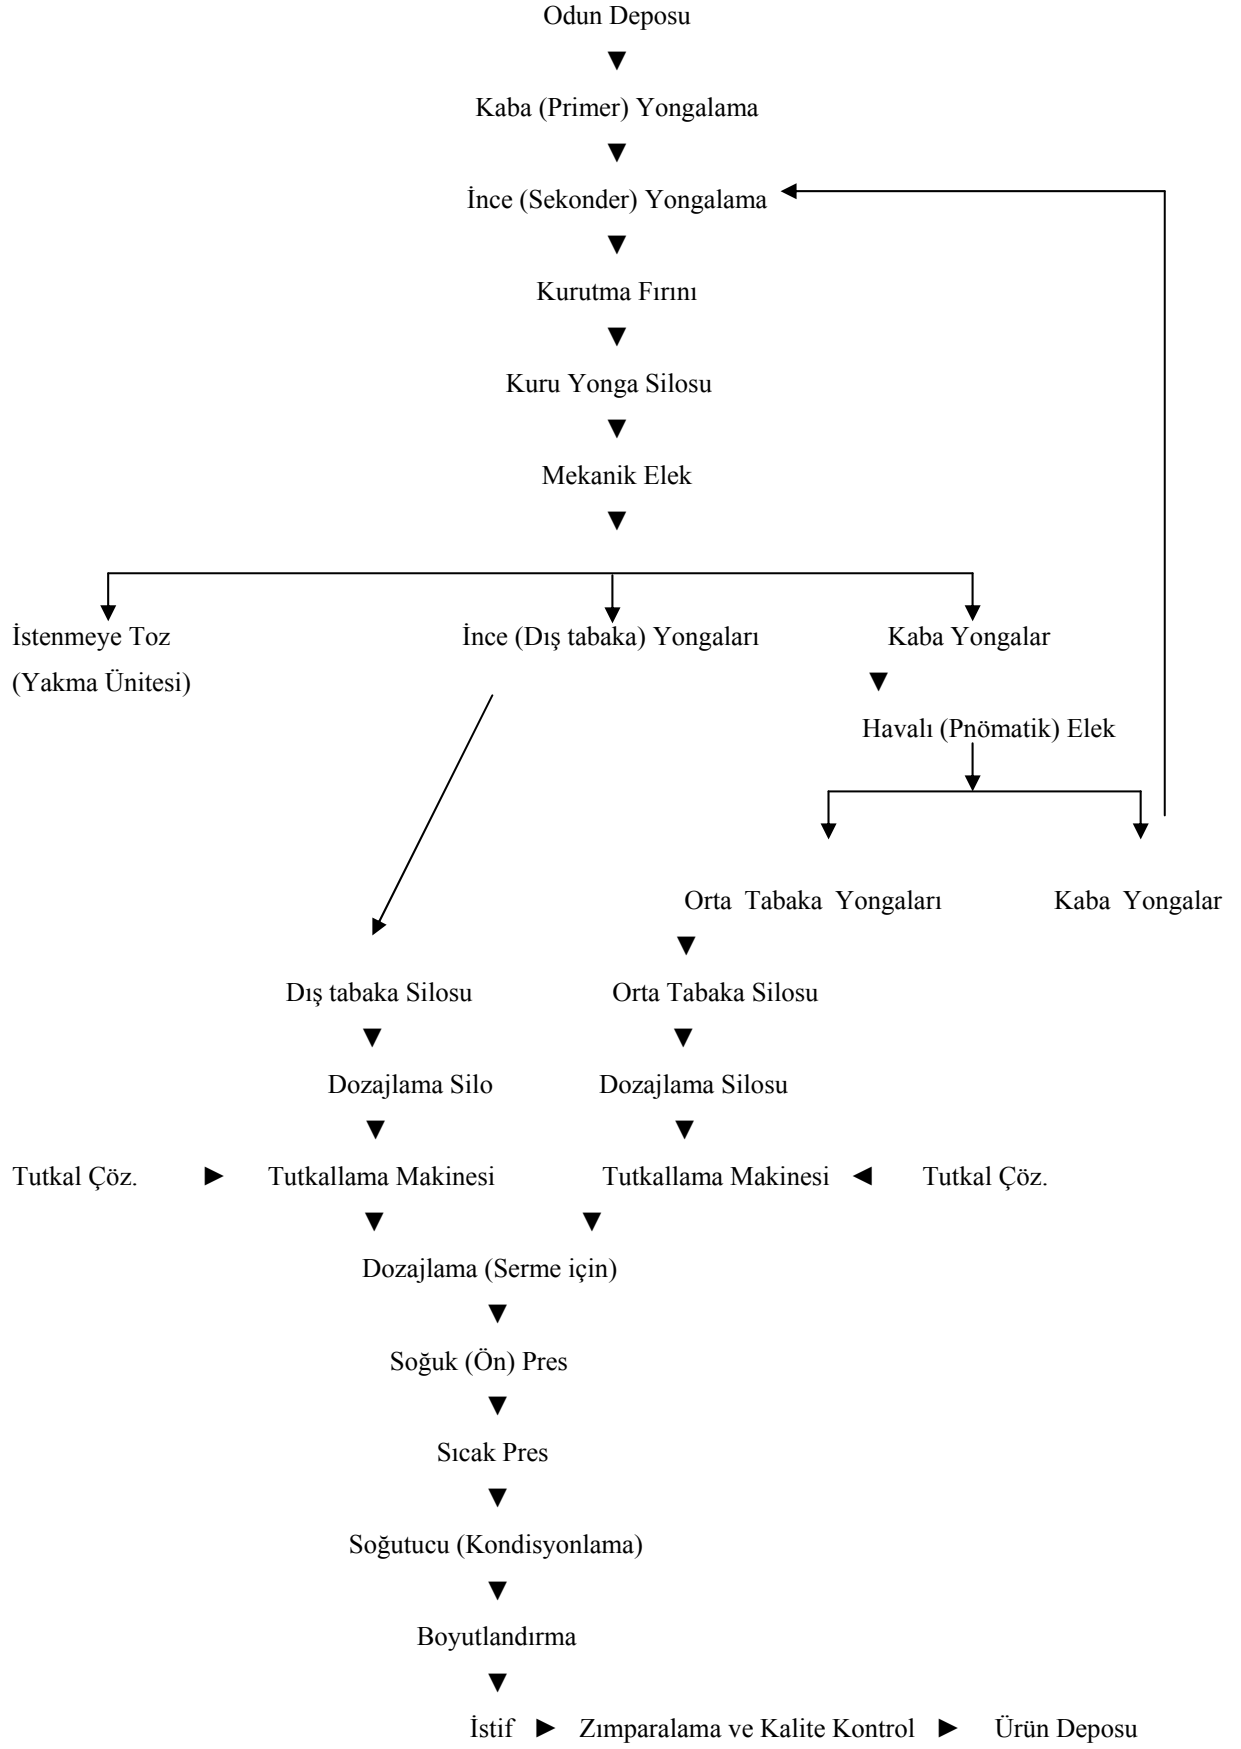 Odun Deposu
Kaba (Primer) Yongalama
İnce (Sekonder) Yongalama
Kurutma Fırını
Kuru Yonga Silosu
Mekanik Elek
İstenmeye Toz İnce (Dış tabaka) Yongaları Kaba Yongalar
(Yakma Ünitesi)
Havalı (Pnömatik) Elek
Orta Tabaka Yongaları Kaba Yongalar
Dış tabaka Silosu Orta Tabaka Silosu
Dozajlama Silo Dozajlama Silosu
Tutkal Çöz. ► Tutkallama Makinesi Tutkallama Makinesi ◄ Tutkal Çöz.
Dozajlama (Serme için)
Soğuk (Ön) Pres
Sıcak Pres
Soğutucu (Kondisyonlama)
Boyutlandırma
İstif ► Zımparalama ve Kalite Kontrol ► Ürün Deposu